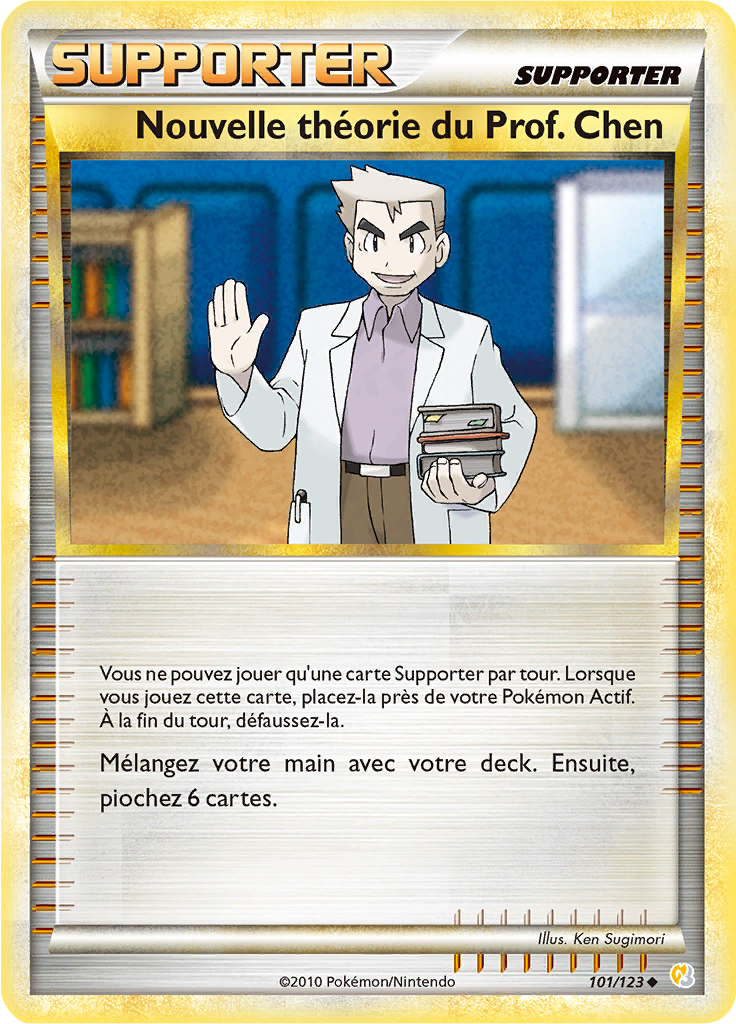 SUPPORTER
SUPPORTER
Nouvelle théorie du Prof. Chen
Vous ne pouvez jouer qu'une carte Supporter par tour. Lorsque
vous jouez cette carte, placez-la près de votre Pokémon Actif.
À la fin du tour, défaussez-la.
Mélangez votre main avec votre deck. Ensuite,
piochez 6 cartes.
Illus. Ken Sugimori
©2010 Pokémon/Nintendo
101/123 ◆